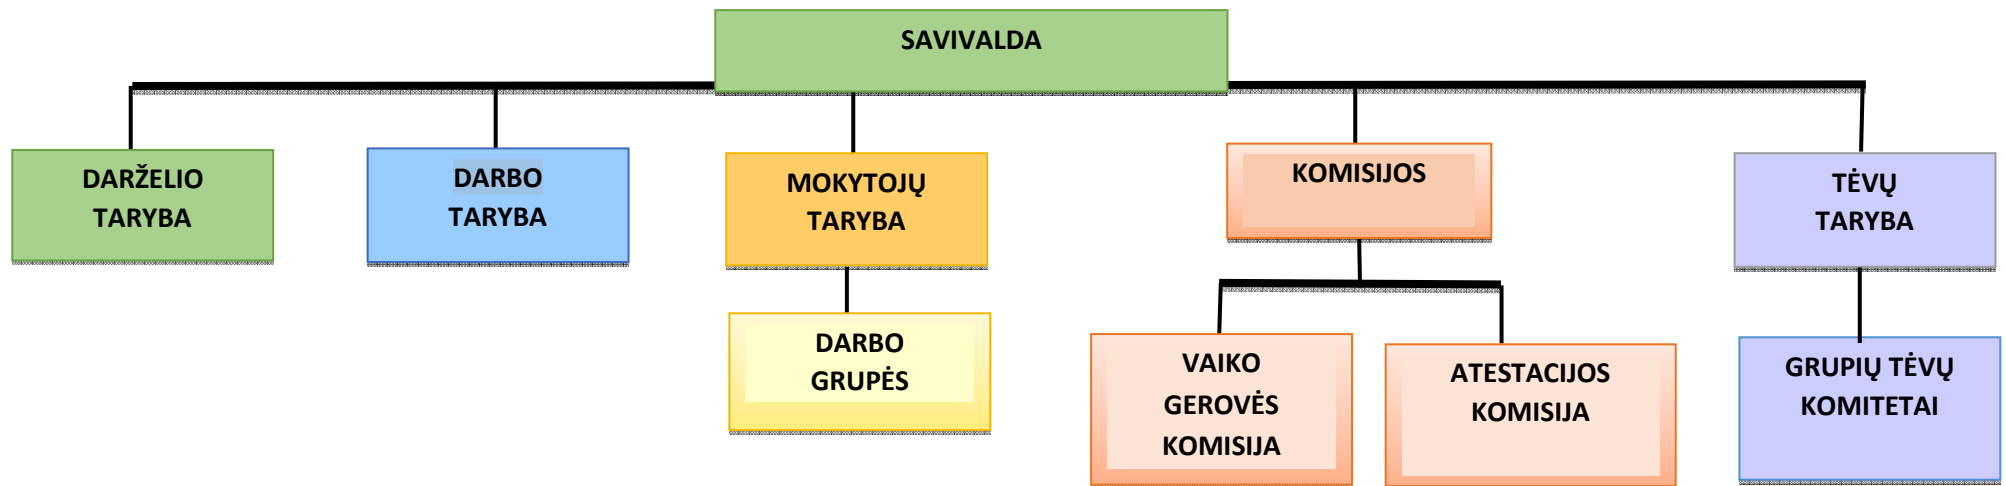 SAVIVALDA
DARŽELIO
TARYBA
DARBO
TARYBA
MOKYTOJŲ
TARYBA
KOMISIJOS
TĖVŲ
TARYBA
DARBO
GRUPĖS
VAIKO
GEROVĖS
KOMISIJA
ATESTACIJOS
KOMISIJA
GRUPIŲ TĖVŲ
KOMITETAI